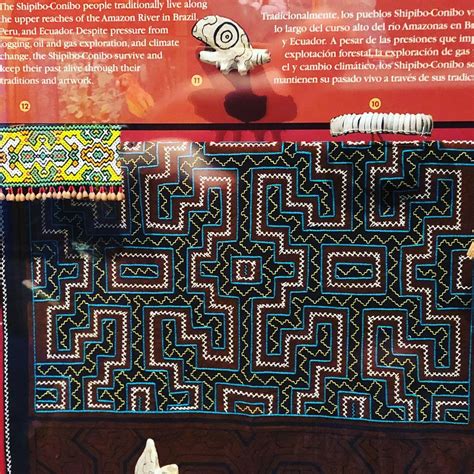 The Shipibo-Conibo people traditionally live along
the upper reaches of the Amazon River in Brazil,
Peru, and Ecuador. Despite pressure from
logging, oil and gas exploration, and climate
change, the Shipibo-Conibo survive and
keep their past alive through their
traditions and artwork.
12
11
Tradicionalmente, los pueblos Shipibo-Conibo v
largo del curso alto del río Amazonas en
y Ecuador. A pesar de las presiones que imp
explotación forestal, la exploración de gas
el y cambio climático, los Shipibo-Conibo s
mantienen su pasado vivo a través de sus tradic
10